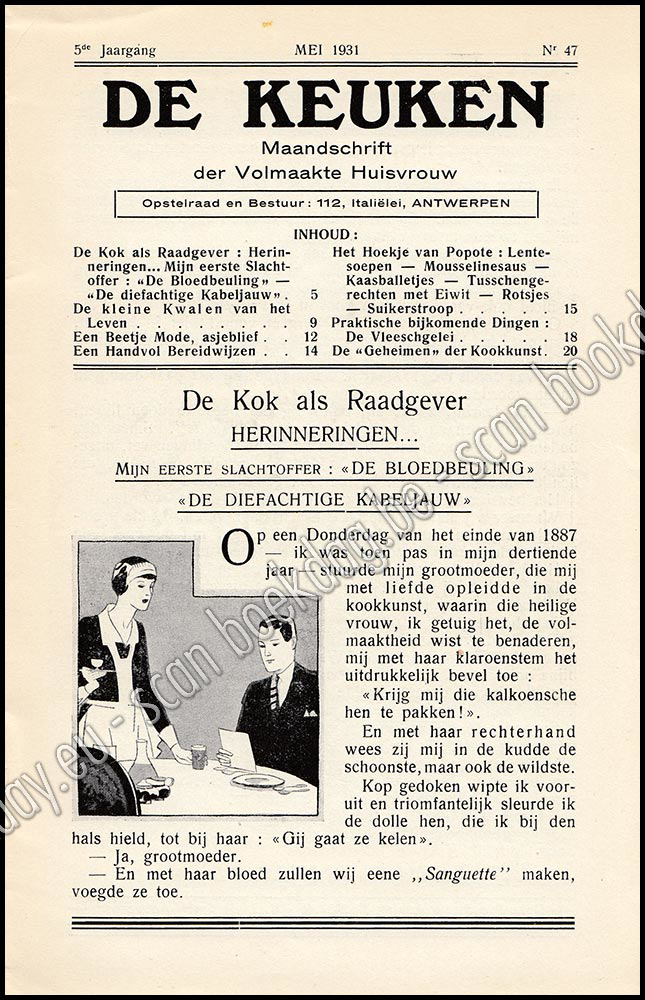 5de Jaargang MEI 1931 Nr 47
DE KEUKEN
Maandschrift
der Volmaakte Huisvrouw
Opstelraad en Bestuur : 112, Italiëlei, ANTWERPEN
INHOUD :
De Kok als Raadgever : Herin-
neringen... Mijn eerste Slacht-
offer : «De Bloedbeuling» —
«De diefachtige Kabeljauw» . 5
De kleine Kwalen van het
Leven . . . . . . . . 9
Een Beetje Mode, asjeblief . . 12
Een Handvol Bereidwijzen . . 14
Het Hoekje van Popote : Lente-
soepen — Mousselinesaus —
Kaasballetjes — Tusschenge-
rechten met Eiwit — Rotsjes
— Suikerstroop . . . . . 15
Praktische bijkomende Dingen :
De Vleeschgelei . . . . . 18
De «Geheimen» der Kookkunst. 20
De Kok als Raadgever
HERINNERINGEN...
MIJN EERSTE SLACHTOFFER : «DE BLOEDBEULING»
«DE DIEFACHTIGE KABELJAUW»
Op een Donderdag van het einde van 1887
— ik was toen pas in mijn dertiende
jaar — stuurde mijn grootmoeder, die mij
met liefde opleidde in de
kookkunst, waarin die heilige
vrouw, ik getuig het, de vol-
maaktheid wist te benaderen,
mij met haar klaroenstem het
uitdrukkelijk bevel toe :
«Krijg mij die kalkoensche
hen te pakken!».
En met haar rechterhand
wees zij mij in de kudde de
schoonste, maar ook de wildste.
Kop gedoken wipte ik voor-
uit en triomfantelijk sleurde ik
de dolle hen, die ik bij den
hals hield, tot bij haar : «Gij gaat ze kelen».
— Ja, grootmoeder.
— En met haar bloed zullen wij eene ,,Sanguette'' maken,
voegde ze toe.
day.eu - scan boekdag.be - scan bookd